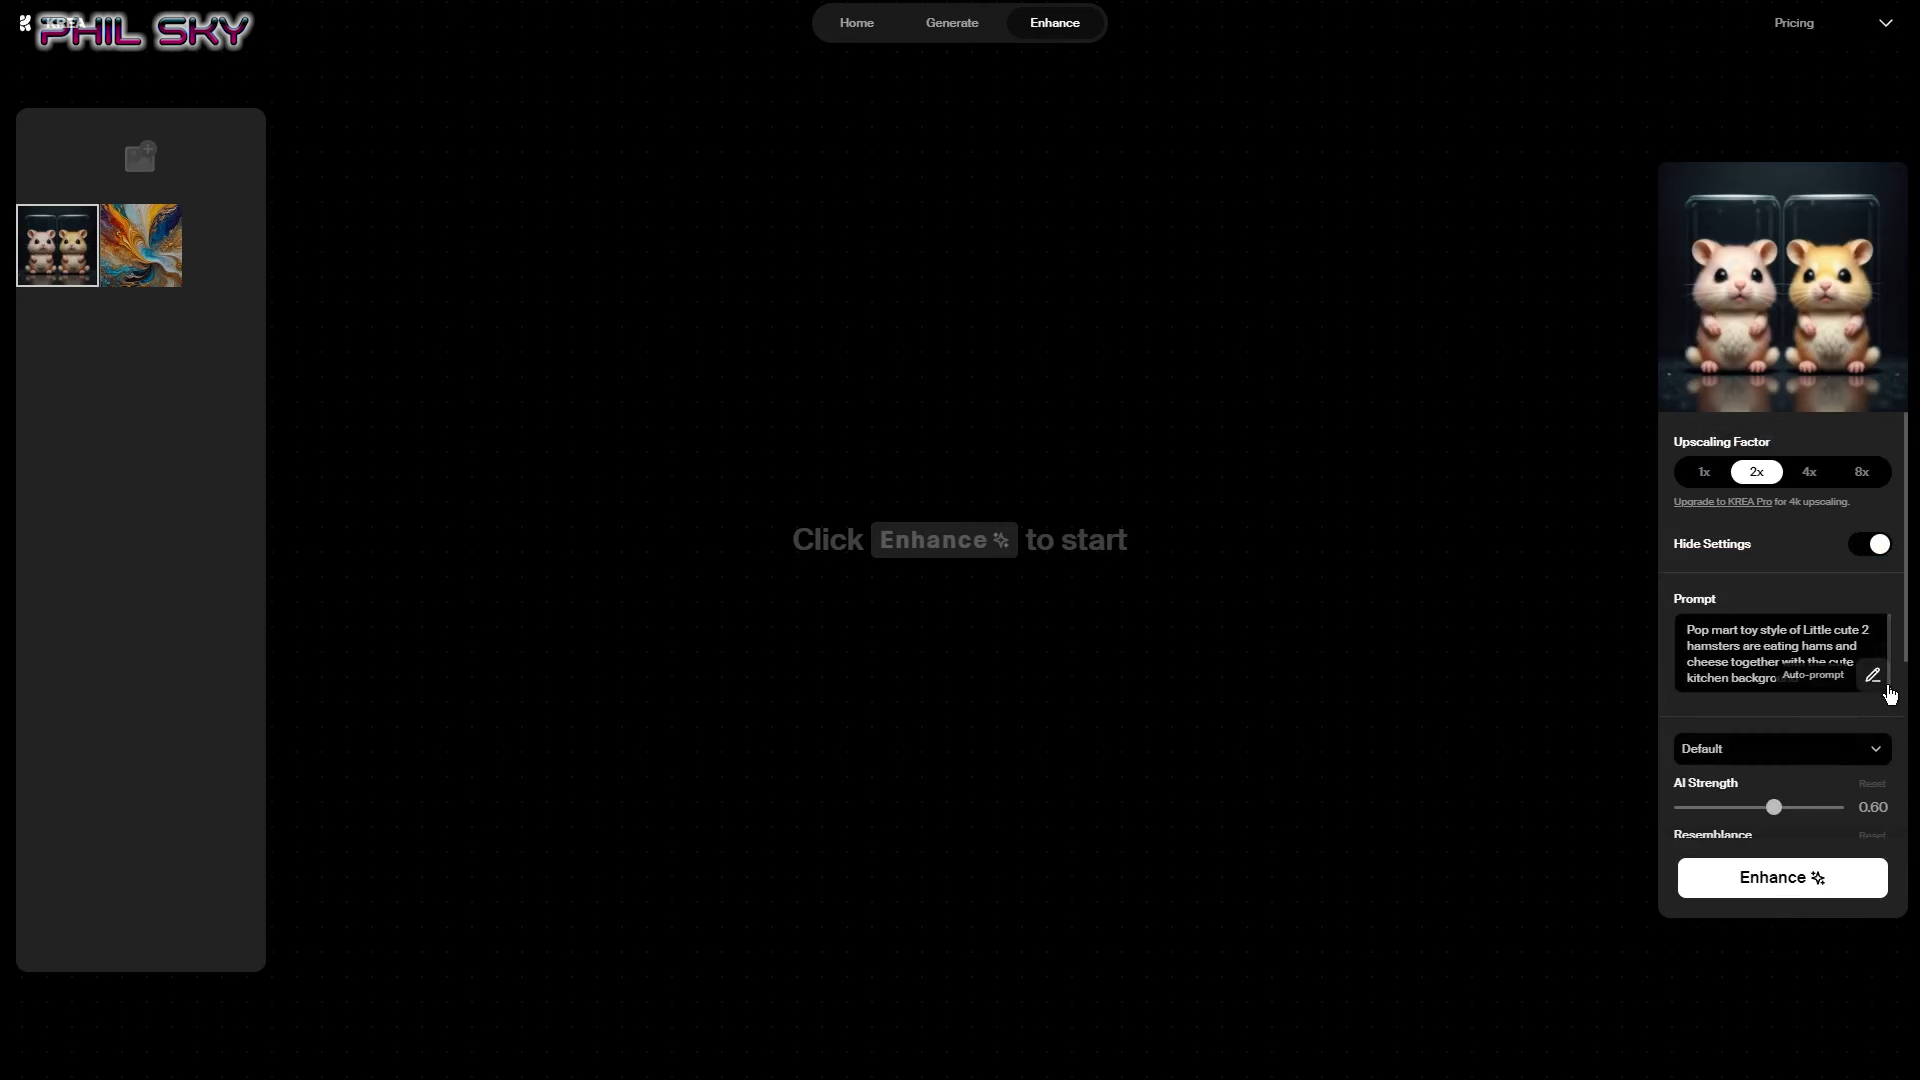 KREA
PHIL SKY
Home
Generate
Enhance
Pricing
Click Enhance to start
Upscaling Factor
1x 2x 4x 8x
Upgrade to KREA Pro for 4k upscaling.
Hide Settings
Prompt
Pop mart toy style of Little cute 2
hamsters are eating hams and
cheese together with the cute
kitchen backgro
Auto-prompt
Default
AI Strength
Reset
0.60
Resemblance
Reset
Enhance